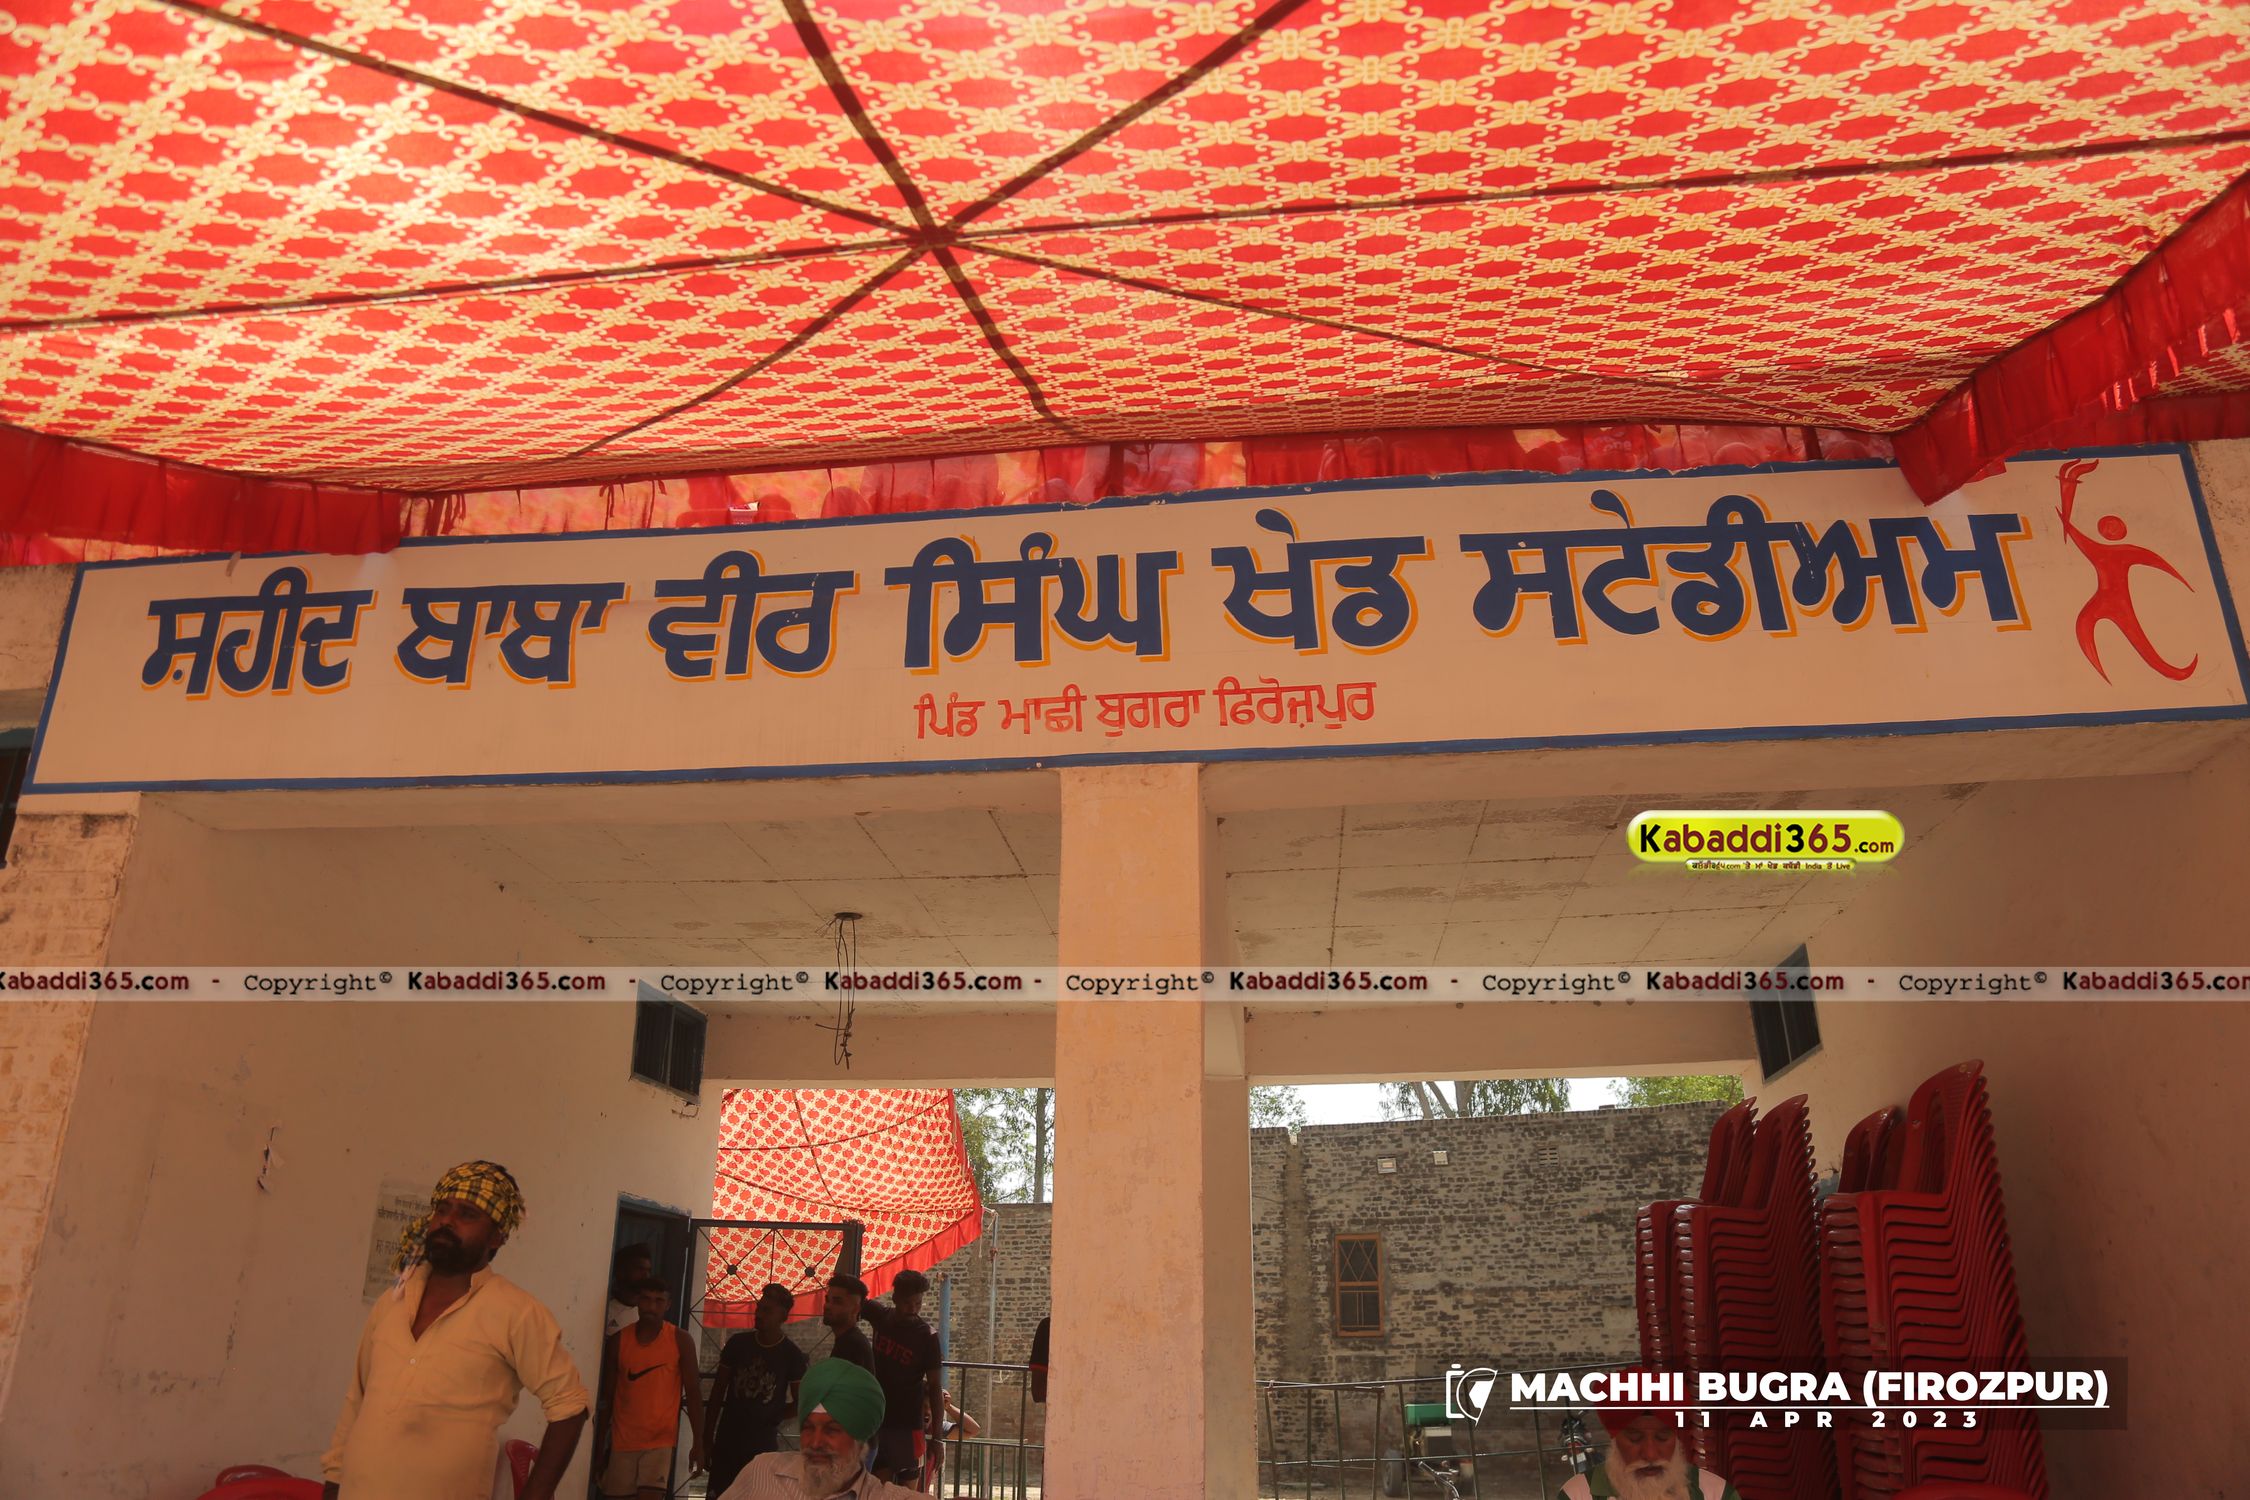 ਸ਼ਹੀਦ ਬਾਬਾ ਵੀਰ ਸਿੰਘ ਖੇਡ ਸਟੇਡੀਅਮ
ਪਿੰਡ ਮਾਛੀ ਬੁਗਰਾ ਫਿਰੋਜ਼ਪੁਰ
Kabaddi365.com
Kabaddi365.com - Copyright© Kabaddi365.com - Copyright© Kabaddi365.com - Copyright© Kabaddi365.com - Copyright© Kabaddi365.com - Copyright© Kabaddi365.com
MACHHI BUGRA (FIROZPUR)
11 APR 2023